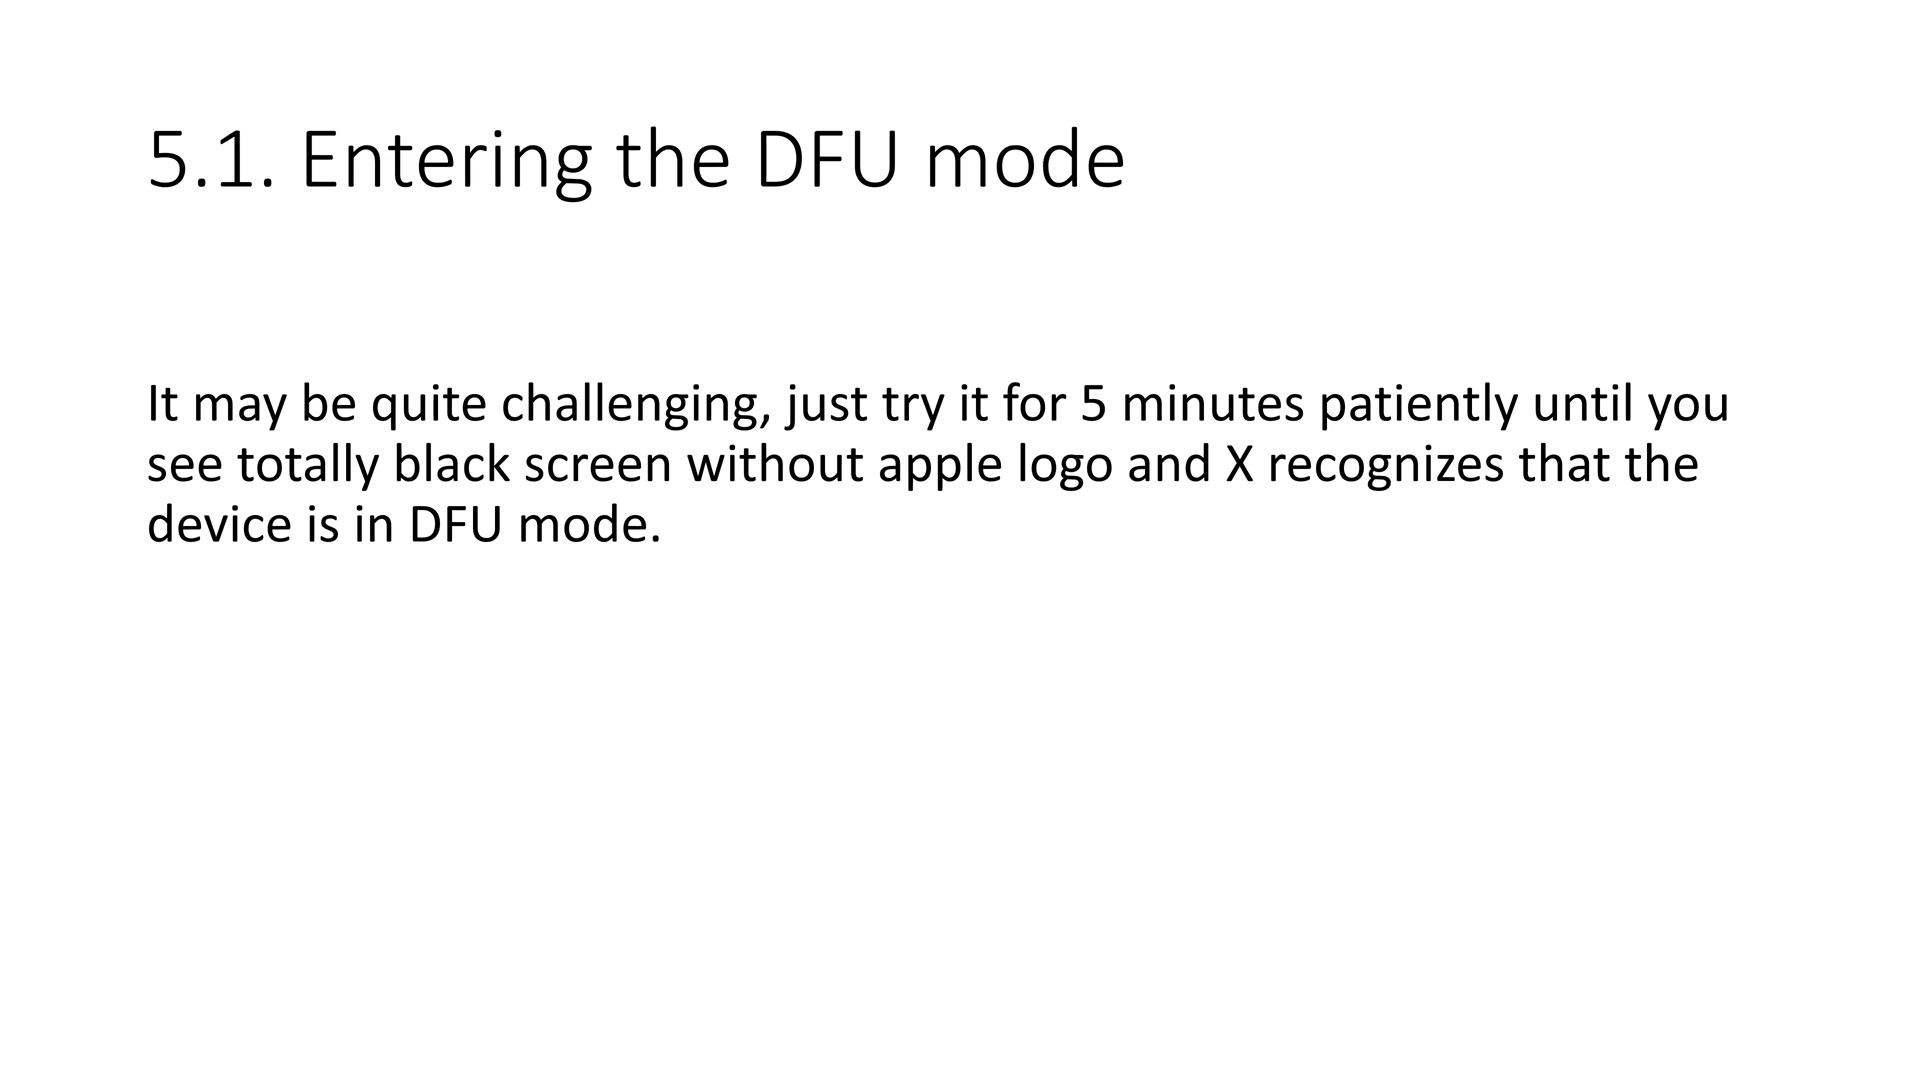 5.1. Entering the DFU mode
It may be quite challenging, just try it for 5 minutes patiently until you
see totally black screen without apple logo and X recognizes that the
device is in DFU mode.